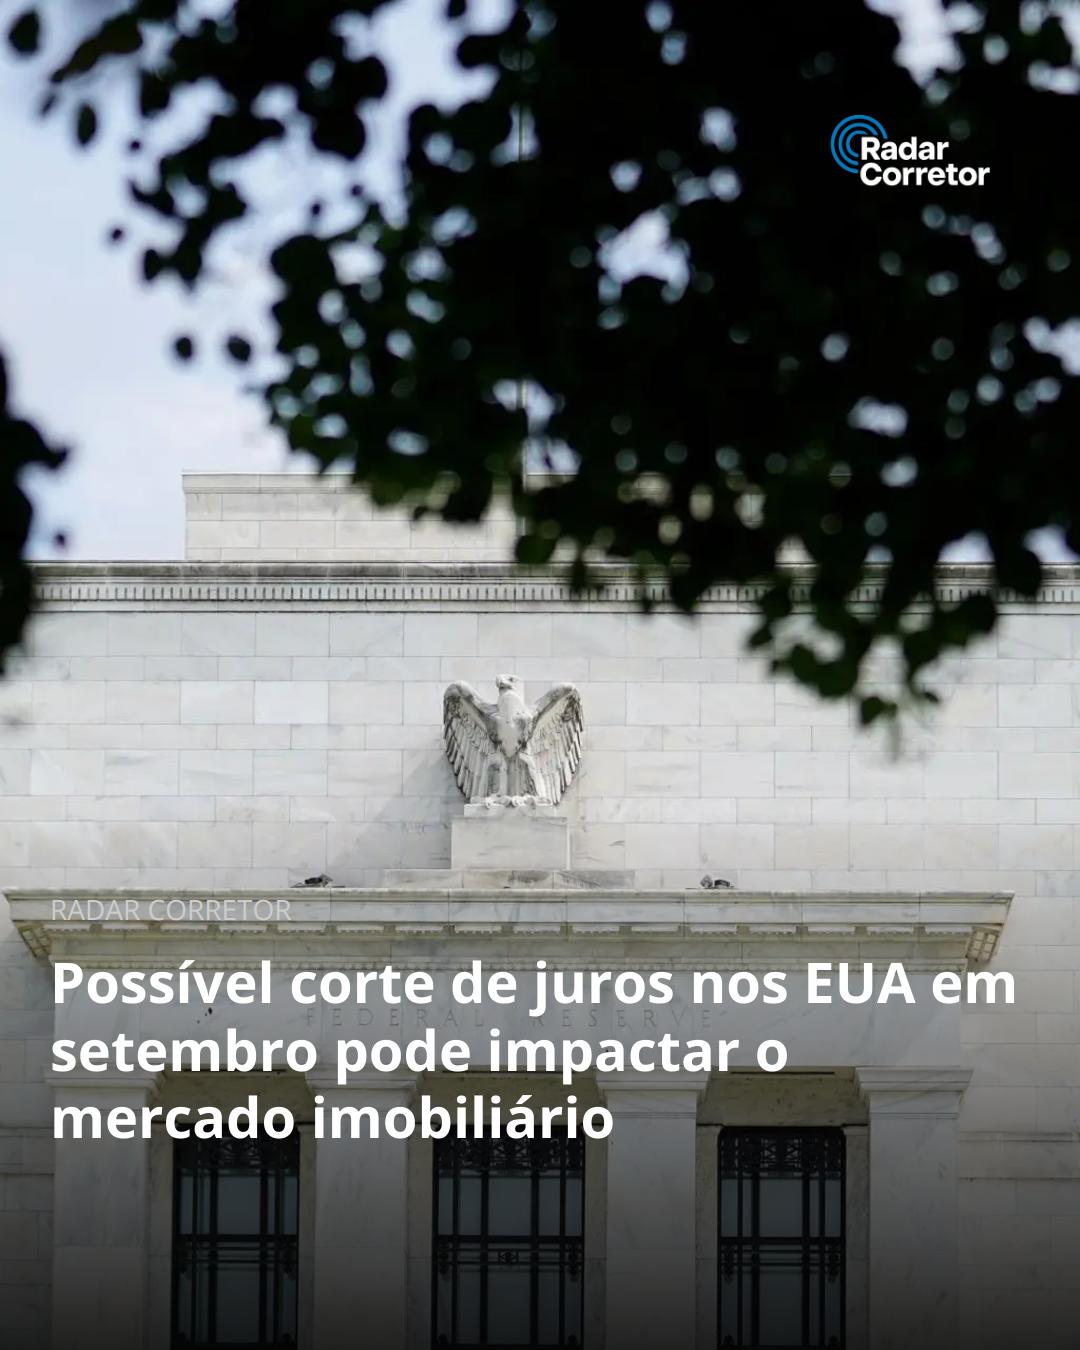 Radar
Corretor
RADAR CORRETOR
Possível corte de juros nos EUA em
FEDERAL RESERVE
setembro pode impactar o
mercado imobiliário